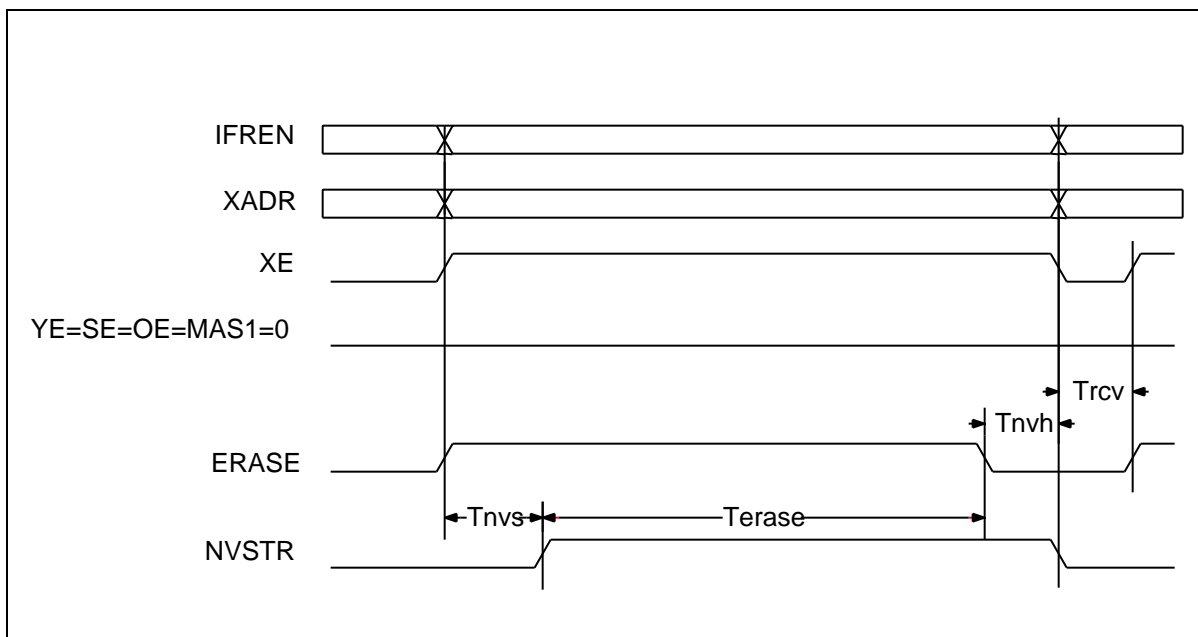 IFREN
XADR
XE
YE=SE=OE=MAS1=0
Trcv
Tnvh
ERASE
Tnvs
Terase
NVSTR